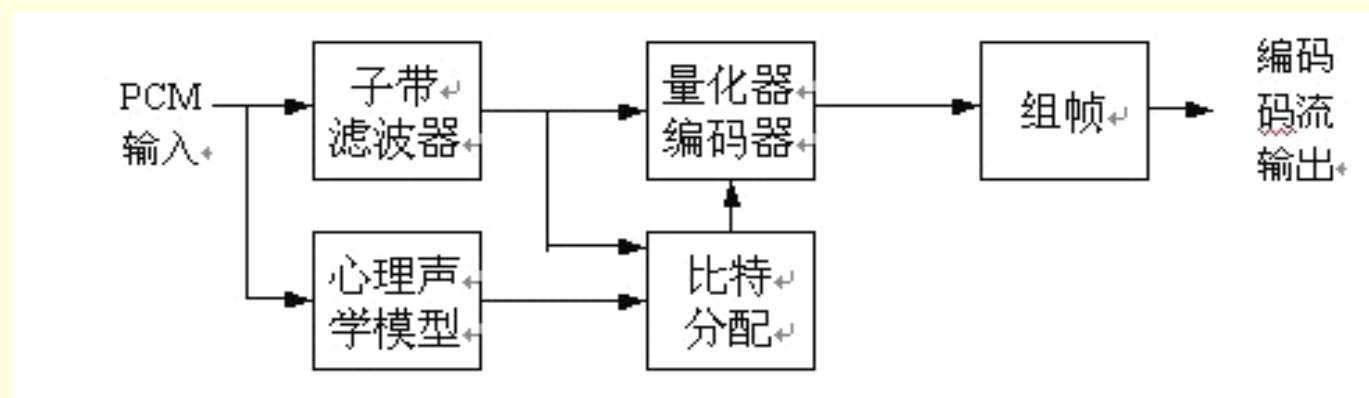 PCM
输入
子带
滤波器
量化器
编码器
组帧
编码
码流
输出
心理声
学模型
比特
分配